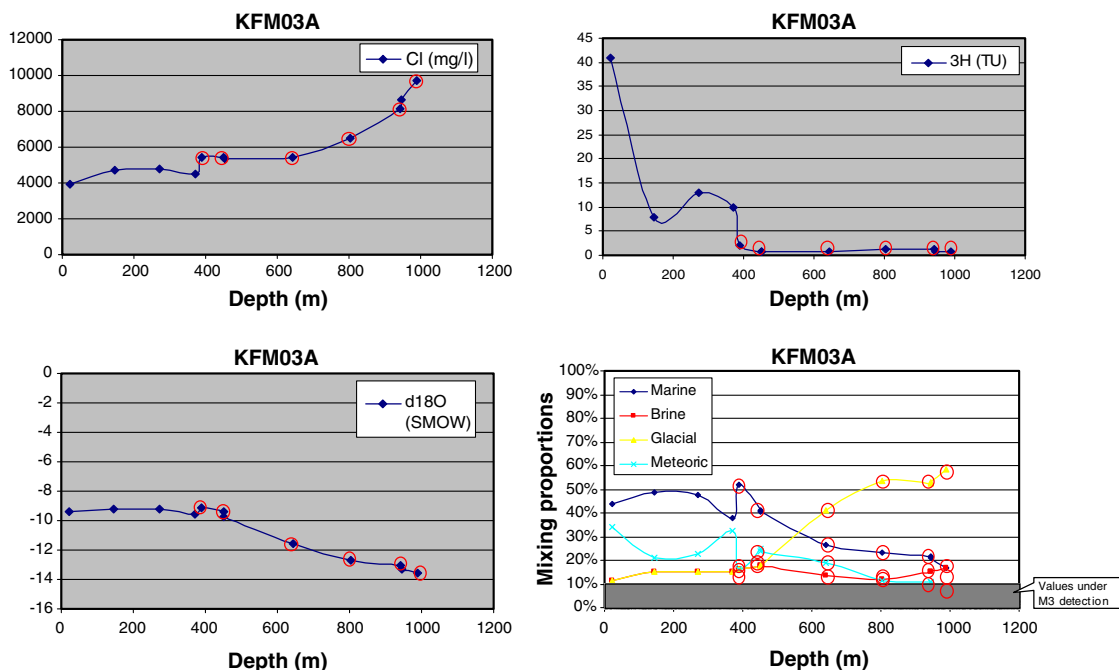 KFM03A
12000
10000
8000
6000
4000
2000
0
Cl (mg/l)
0 200 400 600 800 1000 1200
Depth (m)
KFM03A
45
40
35
30
25
20
15
10
5
0
3H (TU)
0 200 400 600 800 1000 1200
Depth (m)
KFM03A
0
-2
-4
-6
-8
-10
-12
-14
-16
d18O
(SMOW)
0 200 400 600 800 1000 1200
Depth (m)
KFM03A
Mixing proportions
100%
90%
80%
70%
60%
50%
40%
30%
20%
10%
0%
Marine
Brine
Glacial
Meteoric
Values under
M3 detection
0 200 400 600 800 1000 1200
Depth (m)